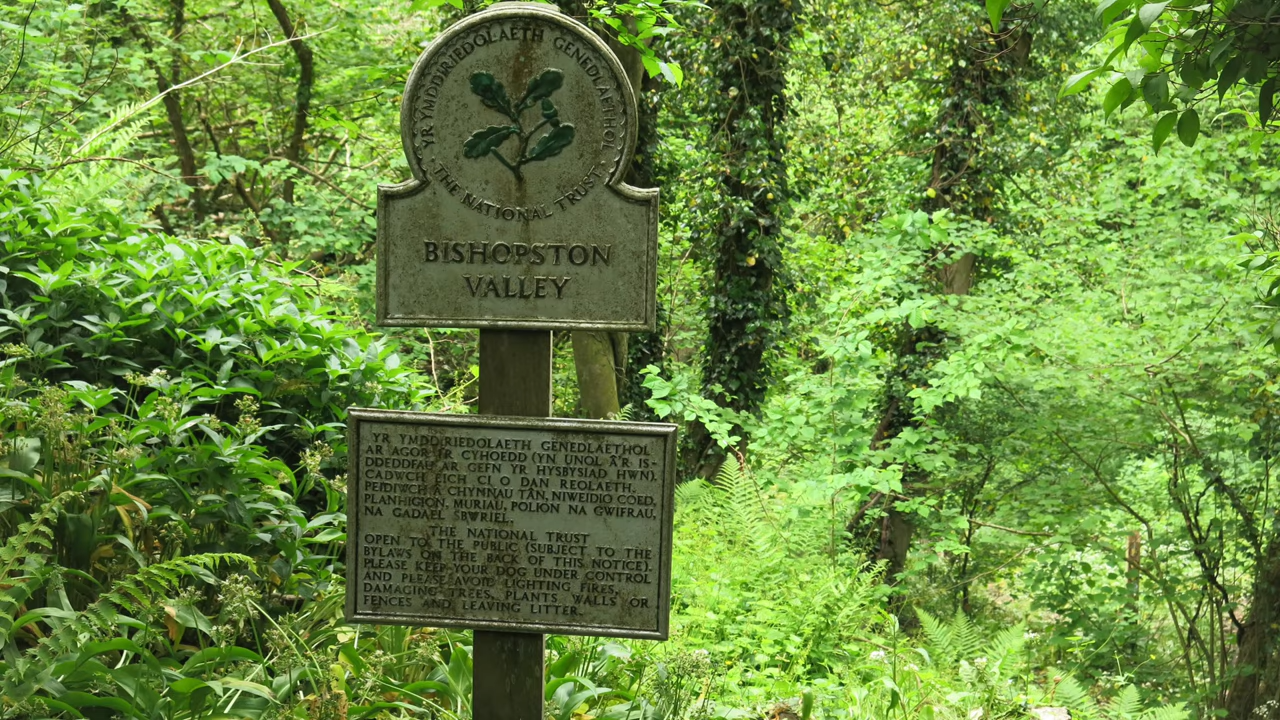 YR YMDDIRIEDOLAETH GENEDLAETHOL
· THE NATIONAL TRUST ·
BISHOPSTON
VALLEY
YR YMDDIRIEDOLAETH GENEDLAETHOL
AR AGOR I'R CYHOEDD (YN UNOL Â'R IS-
DDEDDFAU AR GEFN YR HYSBYSIAD HWN).
CADWCH EICH CI O DAN REOLAETH,
PEIDIWCH Â CHYNNAU TÂN, NIWEIDIO COED,
PLANHIGION, MURIAU, POLION NA GWIFRAU,
NA GADAEL SBWRIEL.
THE NATIONAL TRUST
OPEN TO THE PUBLIC (SUBJECT TO THE
BYLAWS ON THE BACK OF THIS NOTICE).
PLEASE KEEP YOUR DOG UNDER CONTROL
AND PLEASE AVOID LIGHTING FIRES,
DAMAGING TREES, PLANTS WALLS OR
FENCES AND LEAVING LITTER.